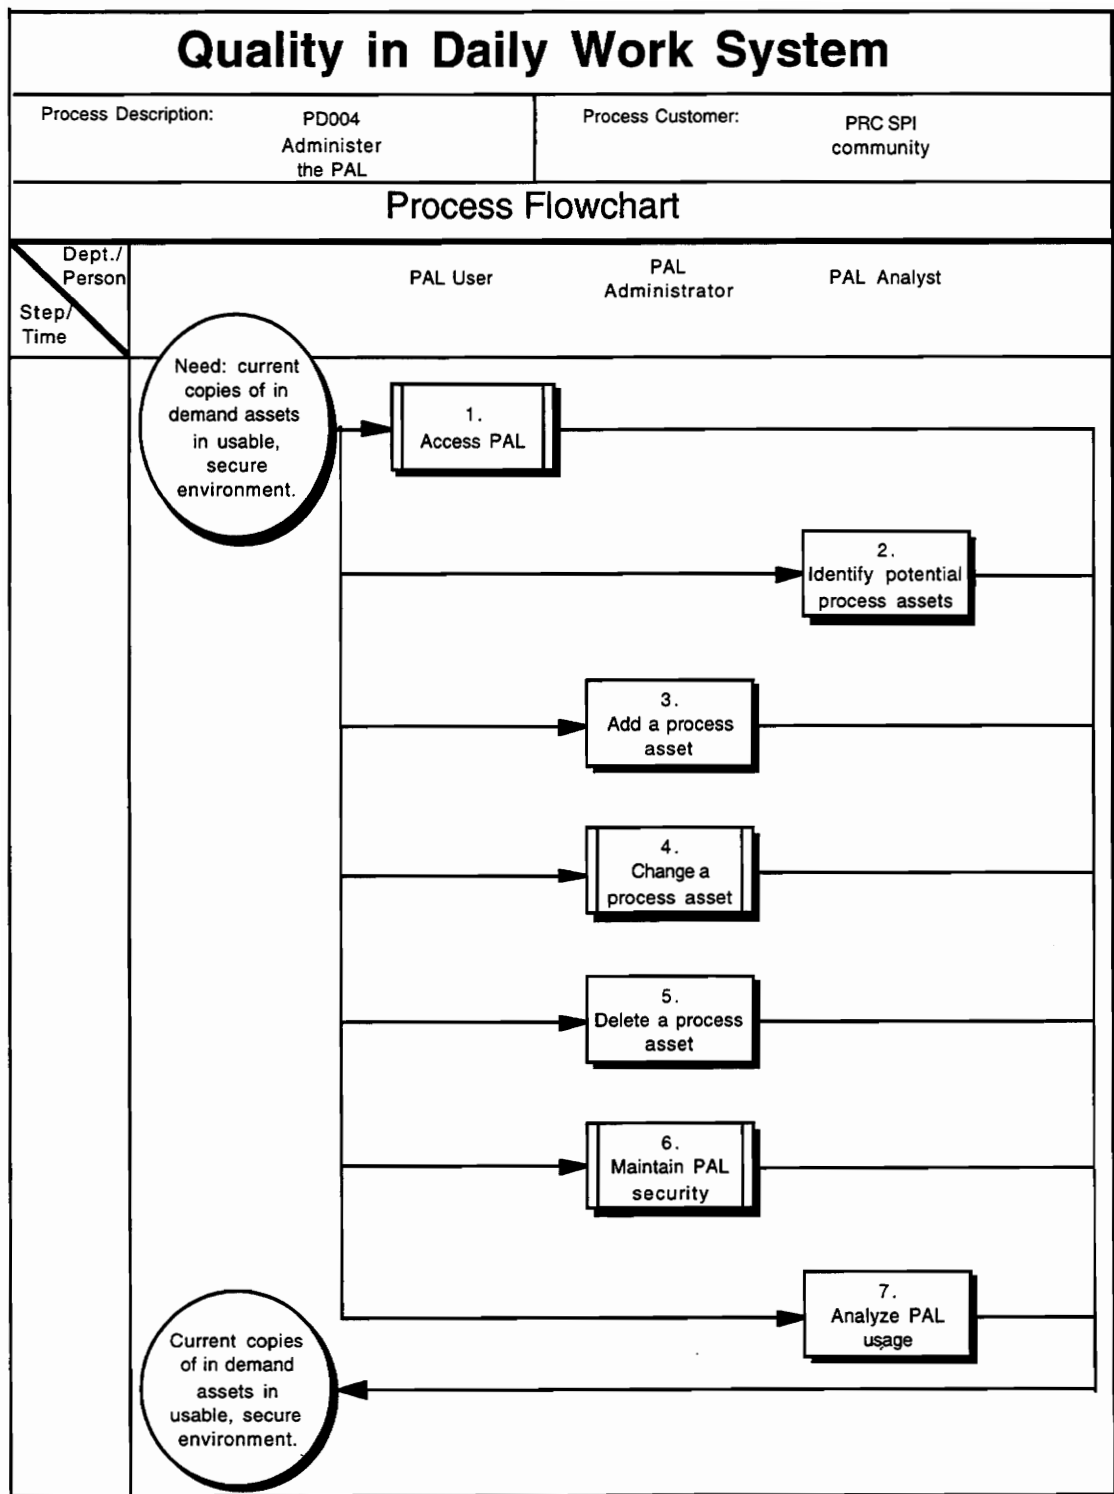 Quality in Daily Work System
Process Description:
PD004
Administer
the PAL
Process Customer:
PRC SPI
community
Process Flowchart
Dept./
Person
Step/
Time
PAL User
PAL
Administrator
PAL Analyst
Need: current
copies of in
demand assets
in usable,
secure
environment.
1.
Access PAL
2.
Identify potential
process assets
3.
Add a process
asset
4.
Change a
process asset
5.
Delete a process
asset
6.
Maintain PAL
security
7.
Analyze PAL
usage
Current copies
of in demand
assets in
usable, secure
environment.